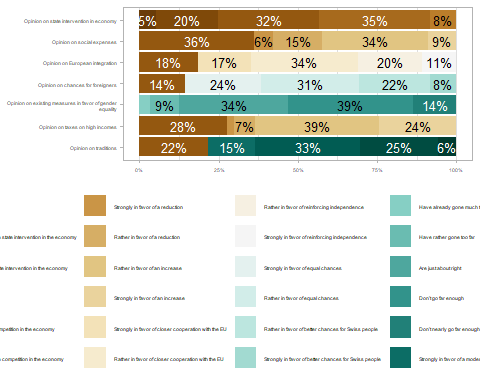 Opinion on state intervention in economy 5% 20% 32% 35% 8%
Opinion on social expenses 36% 6% 15% 34% 9%
Opinion on European integration 18% 17% 34% 20% 11%
Opinion on chances for foreigners 14% 24% 31% 22% 8%
Opinion on existing measures in favor of gender
equality 9% 34% 39% 14%
Opinion on taxes on high incomes 28% 7% 39% 24%
Opinion on traditions 22% 15% 33% 25% 6%
0% 25% 50% 75% 100%
Strongly in favor of a reduction Rather in favor of reinforcing independence Have already gone much
state intervention in the economy Rather in favor of a reduction Strongly in favor of reinforcing independence Have rather gone too far
intervention in the economy Rather in favor of an increase Strongly in favor of equal chances Are just about right
Strongly in favor of an increase Rather in favor of equal chances Don't go far enough
in the economy Strongly in favor of closer cooperation with the EU Rather in favor of better chances for Swiss people Don't nearly go far enough
competition in the economy Rather in favor of closer cooperation with the EU Strongly in favor of better chances for Swiss people Strongly in favor of a